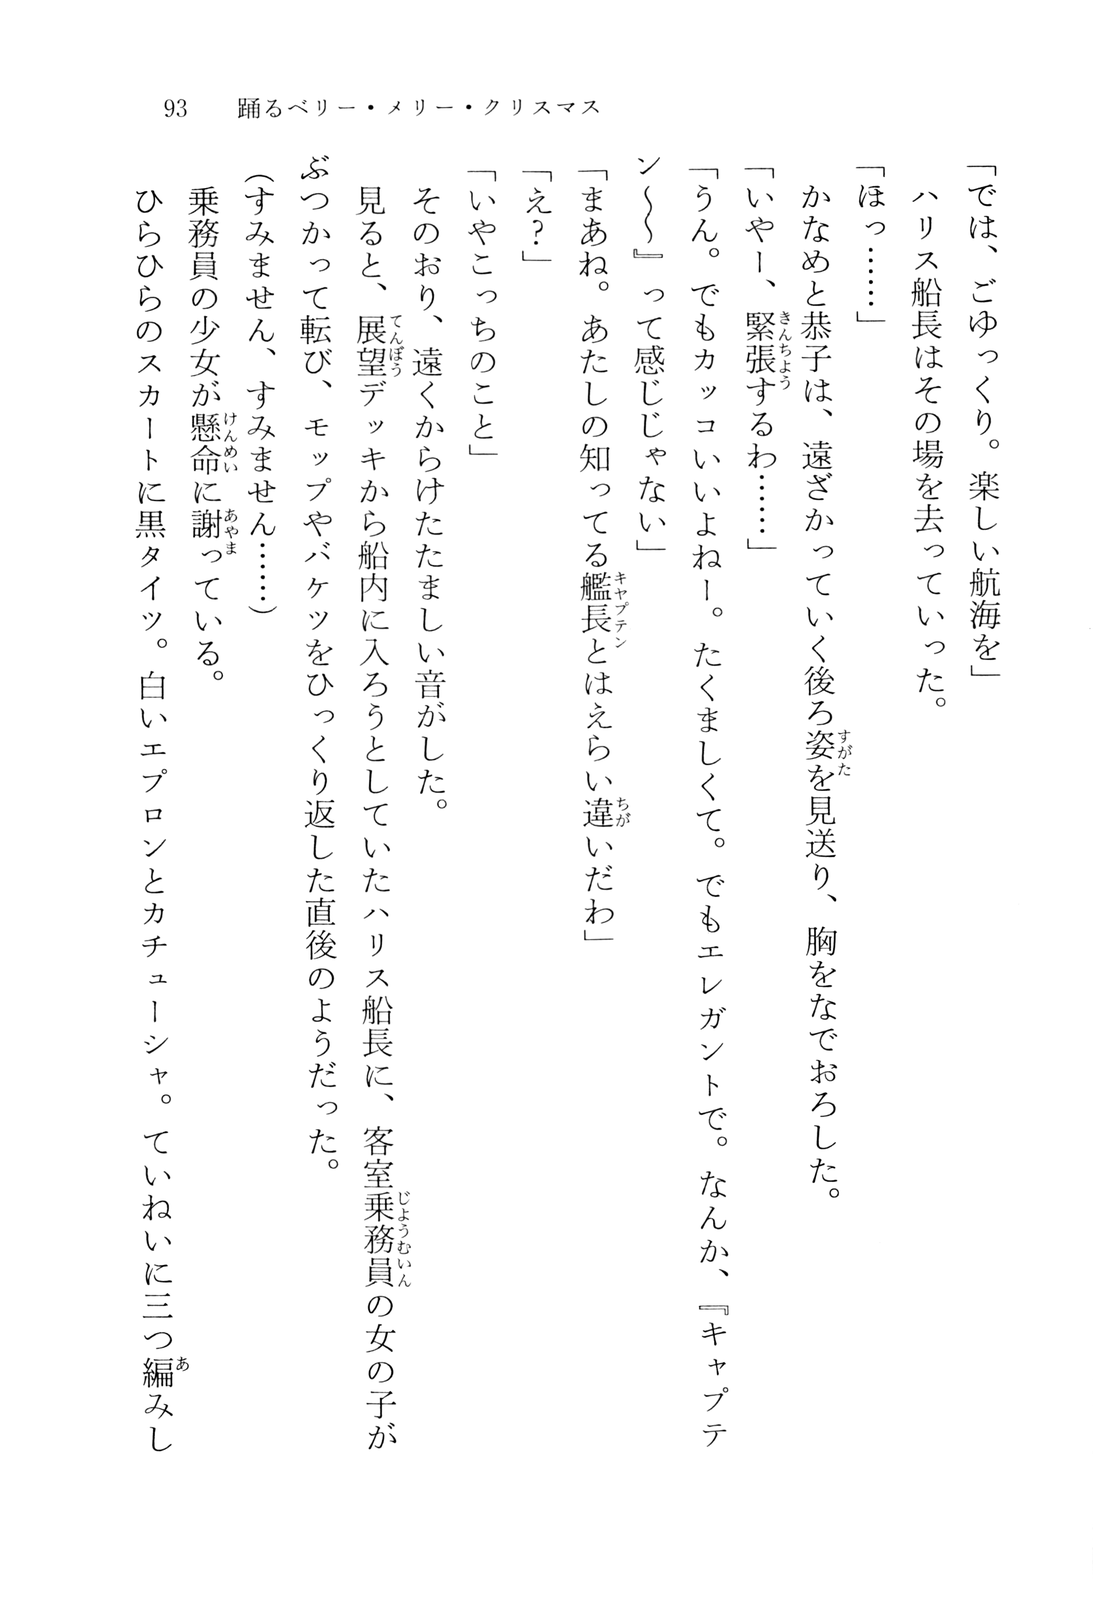 93　踊るベリー・メリー・クリスマス
「では、ごゆっくり。楽しい航海を」
　ハリス船長はその場を去っていった。
「ほっ……」
　かなめと恭子は、遠ざかっていく後ろ姿を見送り、胸をなでおろした。
「いやー、緊張するわ……」
「うん。でもカッコいいよねー。たくましくて。でもエレガントで。なんか、『キャプテ
ン〜〜』って感じじゃない」
「まあね。あたしの知ってる艦長とはえらい違いだわ」
「え？」
「いやこっちのこと」
　そのおり、遠くからけたたましい音がした。
　見ると、展望デッキから船内に入ろうとしていたハリス船長に、客室乗務員の女の子が
ぶつかって転び、モップやバケツをひっくり返した直後のようだった。
（すみません、すみません……）
　乗務員の少女が懸命に謝っている。
　ひらひらのスカートに黒タイツ。白いエプロンとカチューシャ。ていねいに三つ編みし